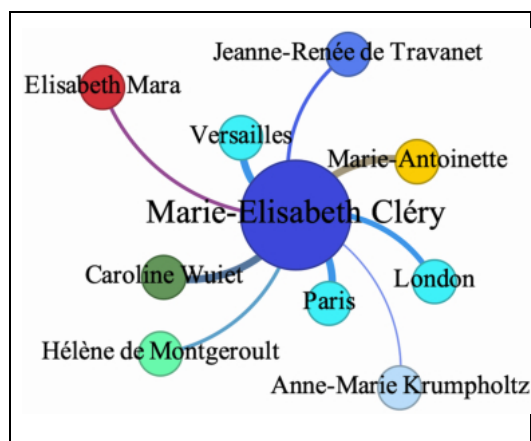 Jeanne-Renée de Travanet
Elisabeth Mara
Versailles
Marie-Antoinette
Marie-Elisabeth Cléry
Caroline Wuiet
London
Paris
Hélène de Montgeroult
Anne-Marie Krumpholtz